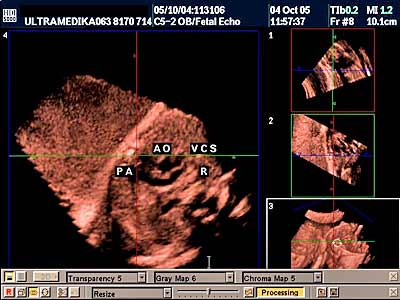 ULTRAMEDIKA063 8170 714
05/10/04:113106
C5-2 OB/Fetal Echo
04 Oct 05
11:57:37
TIb0.2 MI 1.2
Fr #8 10.1cm
4
1
2
3
AO VCS
PA R
Transparency 5
Gray Map 6
Chroma Map 5
R
Resize
Processing